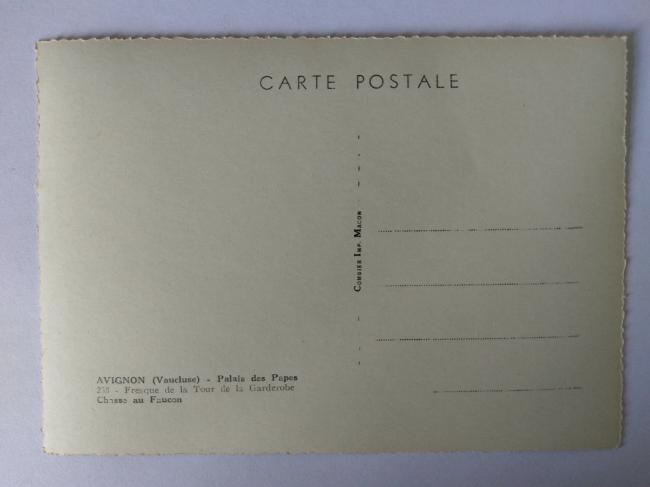 CARTE POSTALE
COMBIER IMP. MACON
AVIGNON (Vaucluse) - Palais des Papes
258 - Fresque de la Tour de la Garderobe
Chasse au Faucon